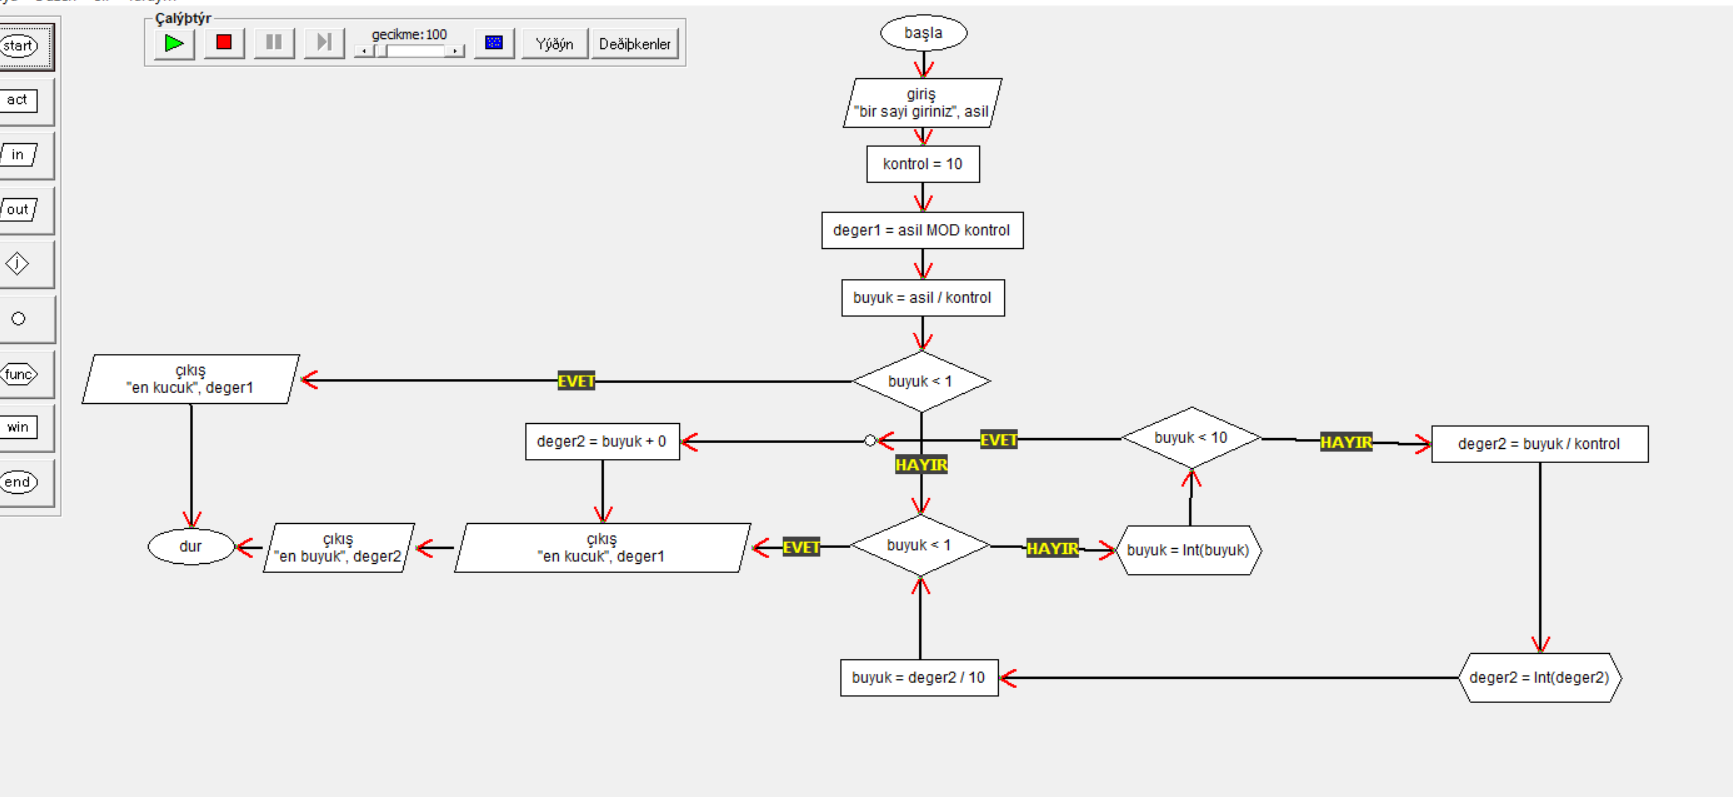 Çalýþtýr
gecikme:100
Yýðýn
Deðiþkenler
start
act
in
out
j
func
win
end
başla
giriş
"bir sayi giriniz", asil
kontrol = 10
deger1 = asil MOD kontrol
buyuk = asil / kontrol
buyuk < 1
EVET
çıkış
"en kucuk", deger1
HAYIR
buyuk < 10
EVET
deger2 = buyuk + 0
HAYIR
deger2 = buyuk / kontrol
buyuk < 1
EVET
çıkış
"en kucuk", deger1
çıkış
"en buyuk", deger2
dur
HAYIR
buyuk = Int(buyuk)
deger2 = Int(deger2)
buyuk = deger2 / 10